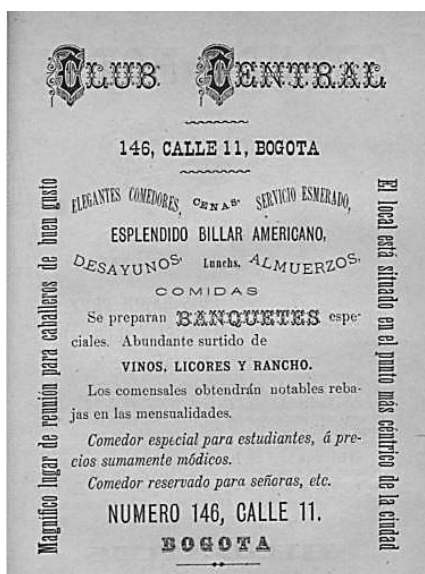 CLUB CENTRAL
146, CALLE 11, BOGOTA
ELEGANTES COMEDORES, CENAS, SERVICIO ESMERADO,
ESPLENDIDO BILLAR AMERICANO,
DESAYUNOS, Lunchs, ALMUERZOS,
COMIDAS
Se preparan BANQUETES espe-
ciales. Abundante surtido de
VINOS, LICORES Y RANCHO.
Los comensales obtendrán notables reba-
jas en las mensualidades.
Comedor especial para estudiantes, á pre-
cios sumamente módicos.
Comedor reservado para señoras, etc.
NUMERO 146, CALLE 11.
BOGOTA
Magnífico lugar de reunión para caballeros de buen gusto
El local está situado en el punto más céntrico de la ciudad